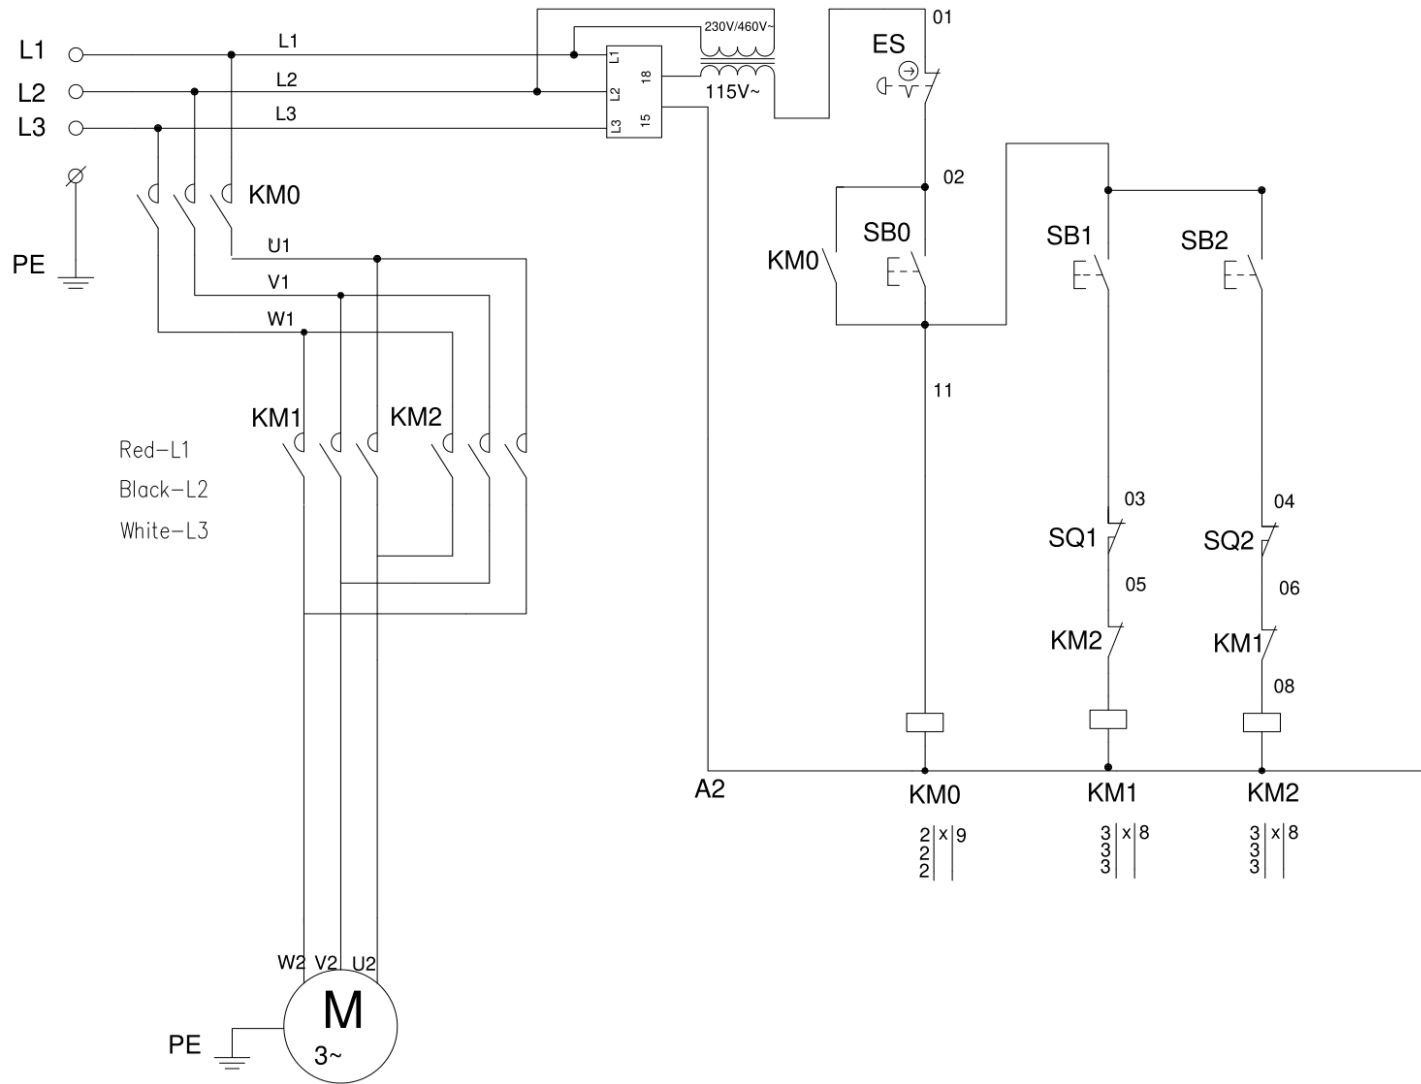 L1
L1
L2
L2
L3
L3
PE
KM0
U1
V1
W1
KM1
KM2
Red-L1
Black-L2
White-L3
W2
V2
U2
M
3~
PE
L1
L2
L3
18
15
230V/460V~
115V~
01
ES
02
KM0
SB0
11
SB1
SB2
03
SQ1
05
KM2
04
SQ2
06
KM1
08
A2
KM0
2 x 9
2
2
KM1
3 x 8
3
3
KM2
3 x 8
3
3